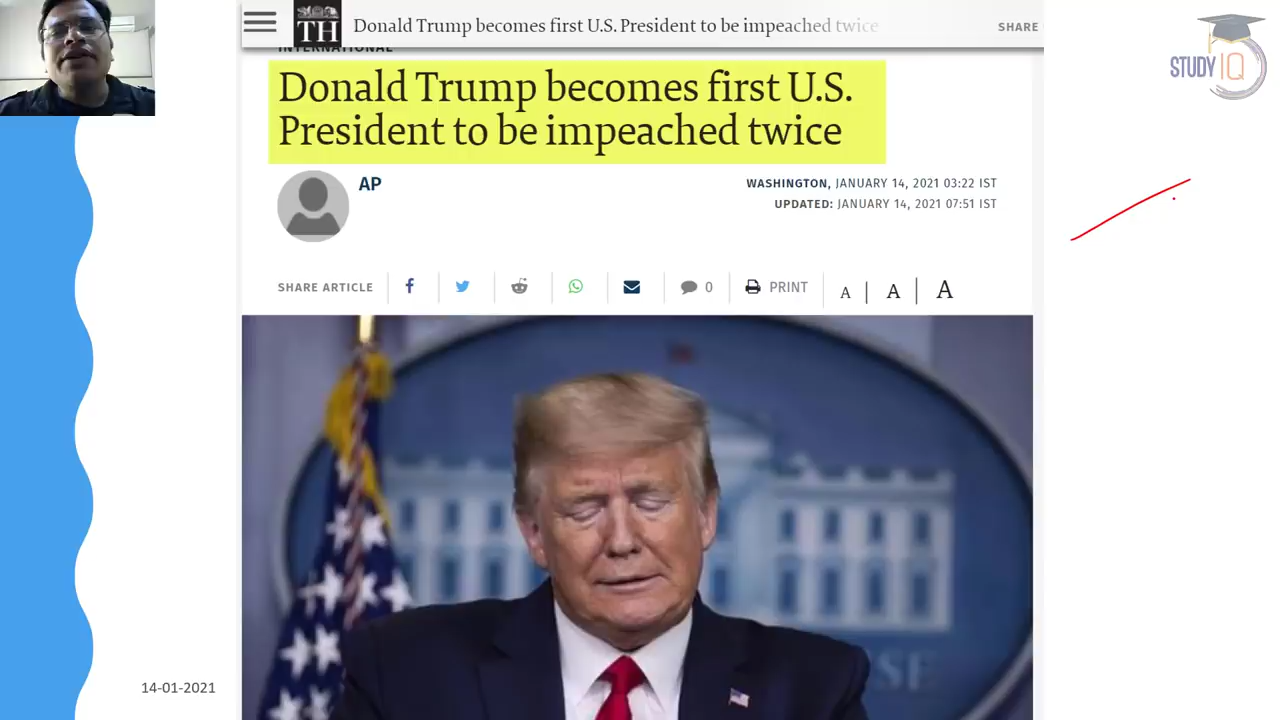 TH
Donald Trump becomes first U.S. President to be impeached twice
SHARE
INTERNATIONAL
STUDY IQ
Donald Trump becomes first U.S.
President to be impeached twice
AP
WASHINGTON, JANUARY 14, 2021 03:22 IST
UPDATED: JANUARY 14, 2021 07:51 IST
SHARE ARTICLE
0
PRINT
A | A | A
SE
14-01-2021